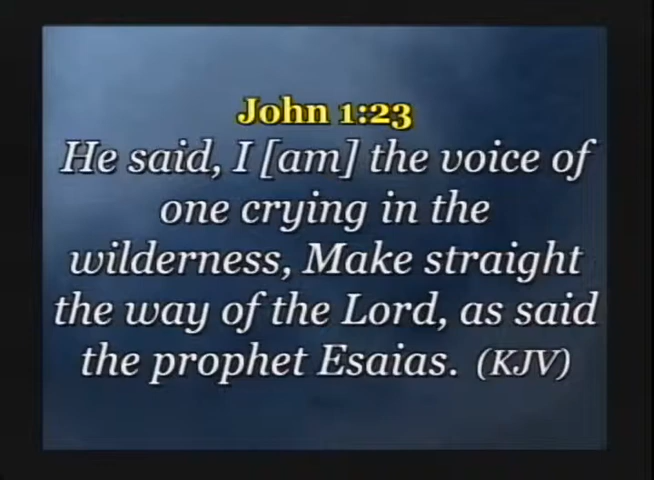 John 1:23
He said, I [am] the voice of
one crying in the
wilderness, Make straight
the way of the Lord, as said
the prophet Esaias. (KJV)